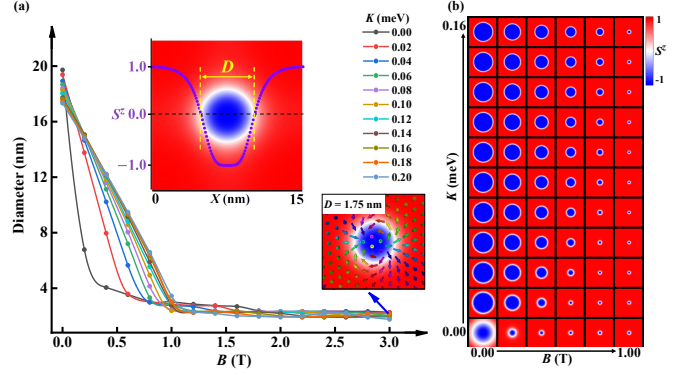 (a)
Diameter (nm)
20
16
12
8
4
0.0
0.5
1.0
1.5
2.0
2.5
3.0
B (T)
1.0
S^z 0.0
−1.0
D
0
X (nm)
15
K (meV)
0.00
0.02
0.04
0.06
0.08
0.10
0.12
0.14
0.16
0.18
0.20
D = 1.75 nm
(b)
0.16
K (meV)
0.00
0.00
B (T)
1.00
1
S^z
-1